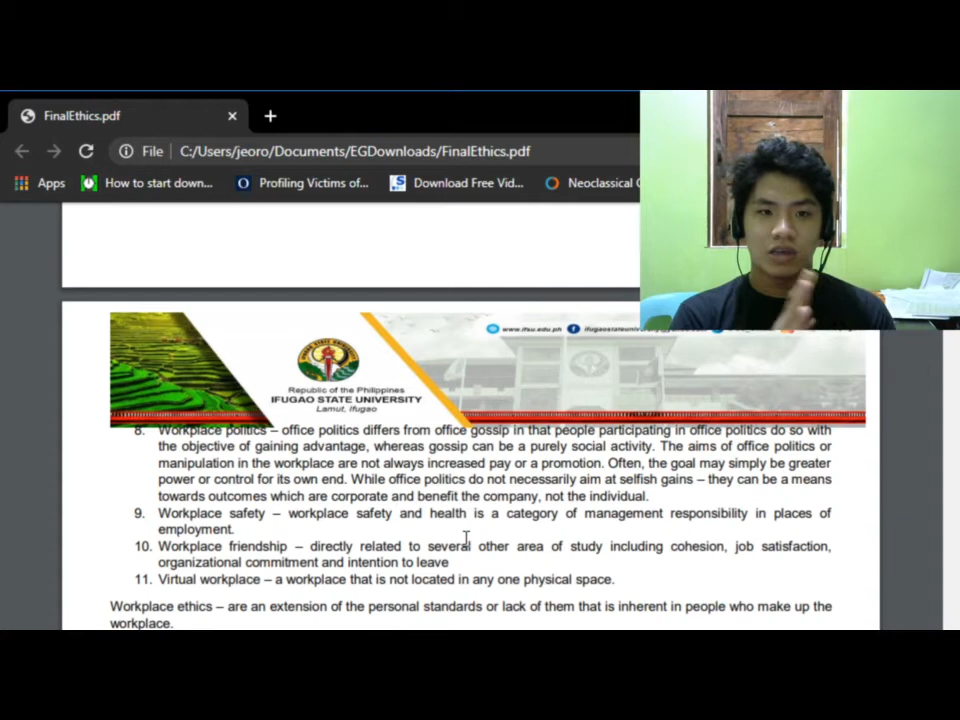 FinalEthics.pdf
File C:/Users/jeoro/Documents/EGDownloads/FinalEthics.pdf
Apps How to start down... Profiling Victims of... Download Free Vid... Neoclassical
www.ifsu.edu.ph
Republic of the Philippines
IFUGAO STATE UNIVERSITY
Lamut, Ifugao
8. Workplace politics – office politics differs from office gossip in that people participating in office politics do so with
the objective of gaining advantage, whereas gossip can be a purely social activity. The aims of office politics or
manipulation in the workplace are not always increased pay or a promotion. Often, the goal may simply be greater
power or control for its own end. While office politics do not necessarily aim at selfish gains – they can be a means
towards outcomes which are corporate and benefit the company, not the individual.
9. Workplace safety – workplace safety and health is a category of management responsibility in places of
employment.
10. Workplace friendship – directly related to several other area of study including cohesion, job satisfaction,
organizational commitment and intention to leave
11. Virtual workplace – a workplace that is not located in any one physical space.
Workplace ethics – are an extension of the personal standards or lack of them that is inherent in people who make up the
workplace.